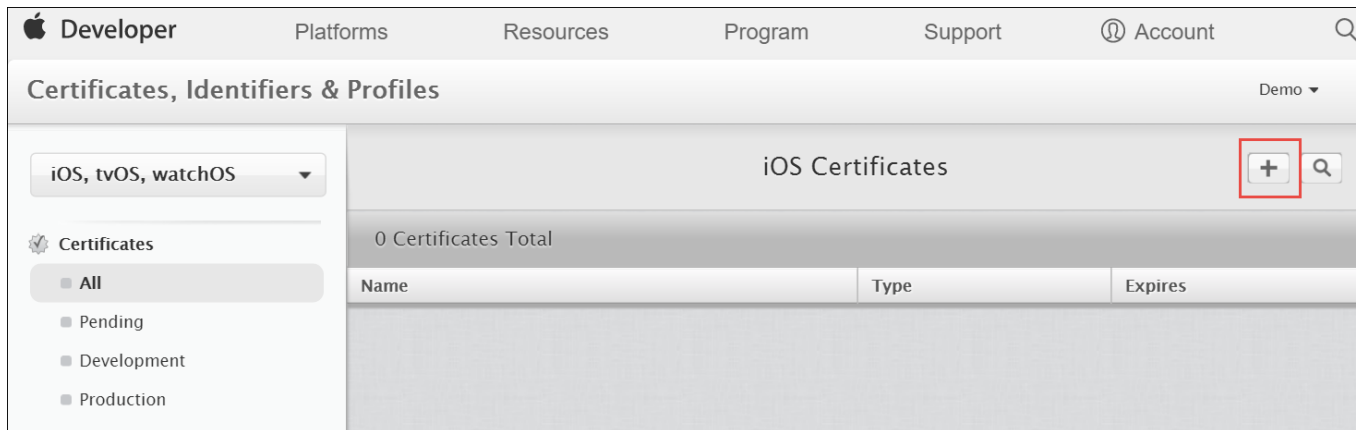 Developer Platforms Resources Program Support Account
Certificates, Identifiers & Profiles Demo
iOS, tvOS, watchOS
iOS Certificates
Certificates
0 Certificates Total
All
Name Type Expires
Pending
Development
Production